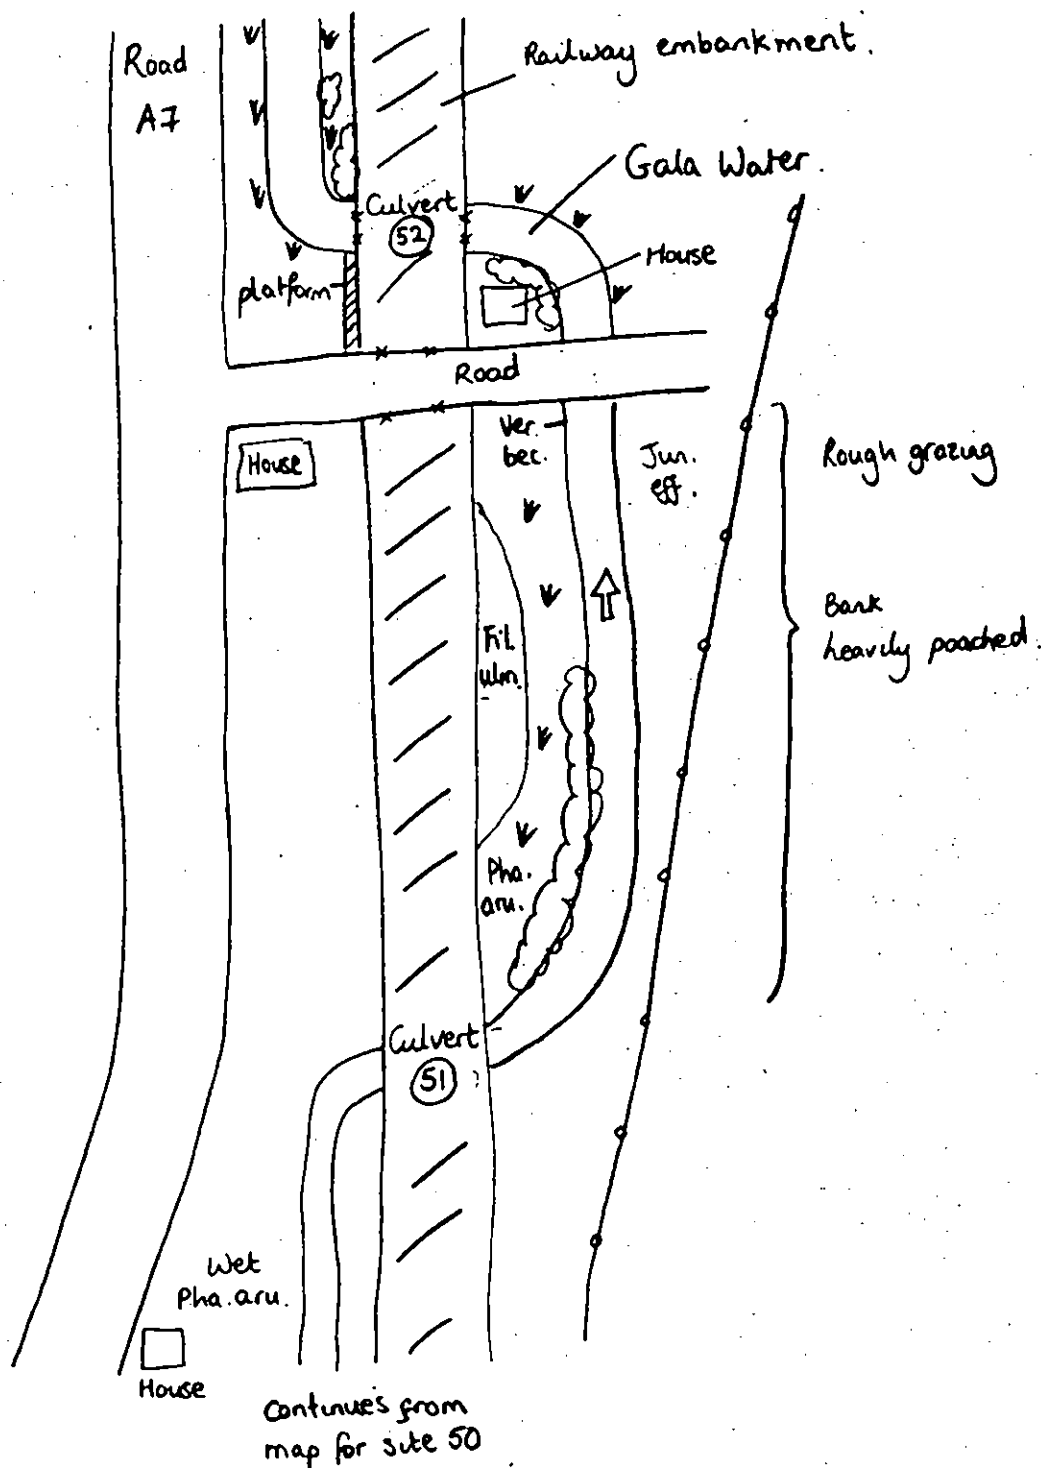 Road
A7
Railway embankment.
Gala Water.
Culvert
52
House
platform
Road
House
Ver.
bec.
Jun.
eff.
Rough grazing
Bank
heavily poached.
Fil.
ulm.
Pha.
aru.
Culvert
51
Wet
Pha. aru.
House
Continues from
map for site 50